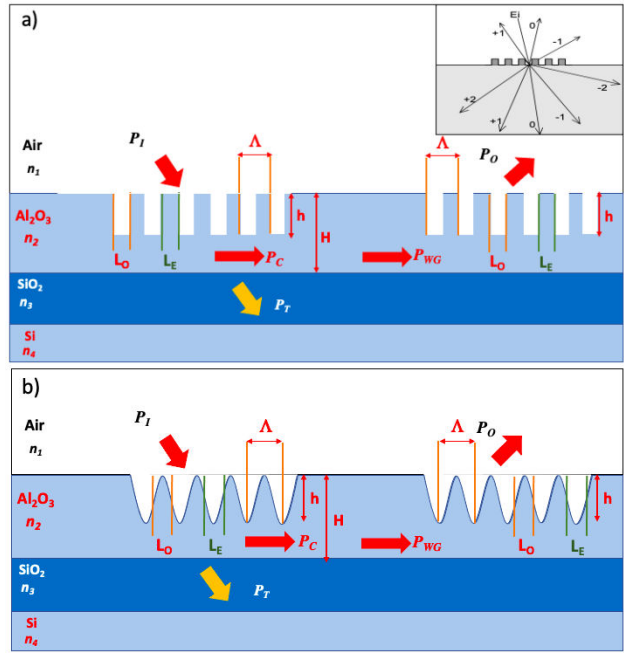 a)
Ei
+1
0
-1
+2
-2
+1
0
-1
Air
n₁
P_I
Λ
Λ
P_O
Al₂O₃
n₂
h
H
h
L_O
L_E
P_C
P_WG
L_O
L_E
SiO₂
n₃
P_T
Si
n₄
b)
Air
n₁
P_I
Λ
Λ
P_O
Al₂O₃
n₂
h
H
h
L_O
L_E
P_C
P_WG
L_O
L_E
SiO₂
n₃
P_T
Si
n₄